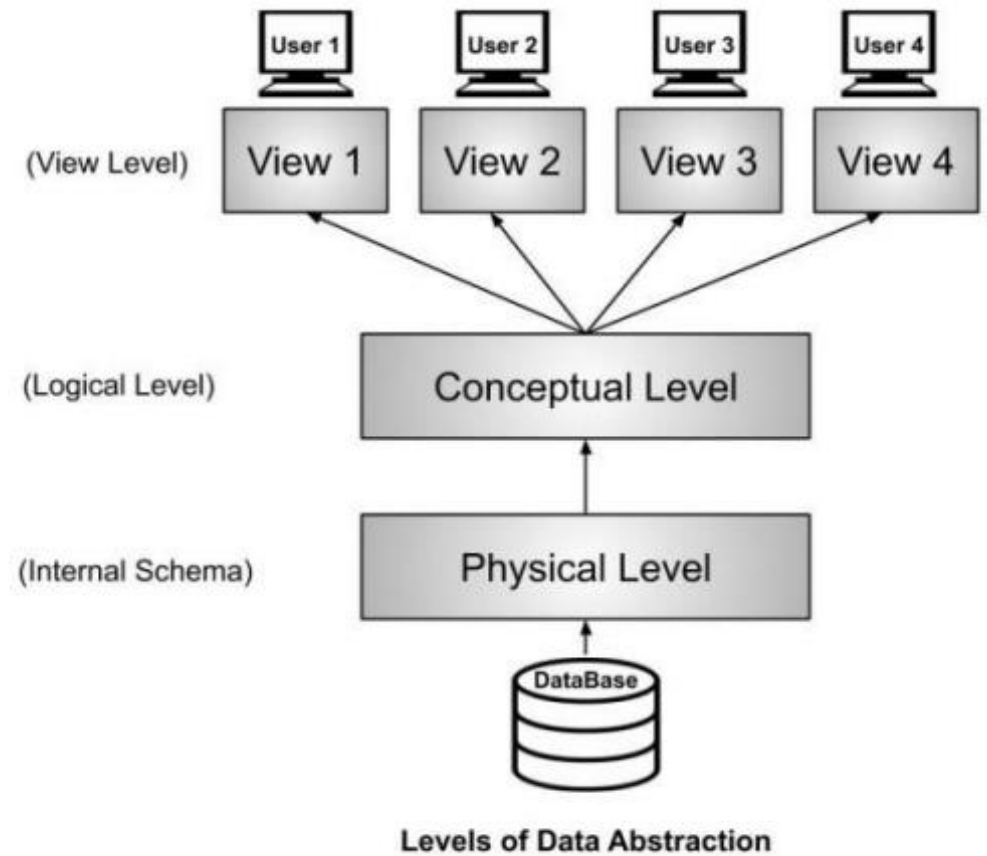 User 1 User 2 User 3 User 4
(View Level) View 1 View 2 View 3 View 4
(Logical Level) Conceptual Level
(Internal Schema) Physical Level
DataBase
Levels of Data Abstraction